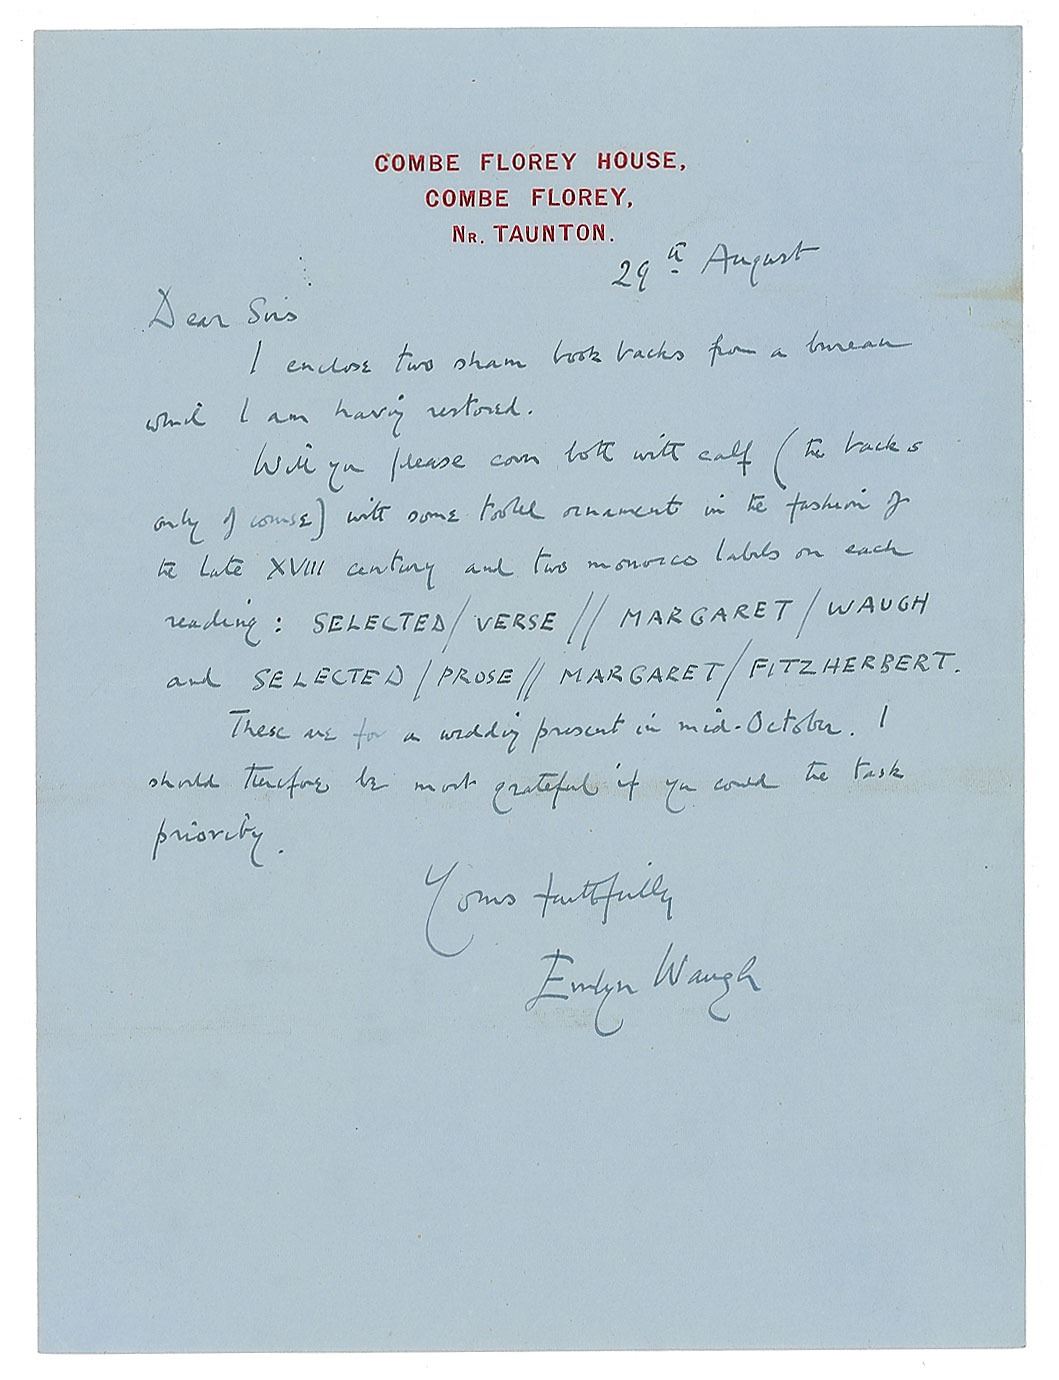 COMBE FLOREY HOUSE,
COMBE FLOREY,
Nr. TAUNTON.
29th August
Dear Sirs
I enclose two sham book backs from a bureau
which I am having restored.
Will you please cover both with calf (the backs
only of course) with some tooled ornament in the fashion of
the late XVIII century and two morocco labels on each
reading: SELECTED/VERSE//MARGARET/WAUGH
and SELECTED/PROSE//MARGARET/FITZHERBERT.
These are for a wedding present in mid-October. I
should therefore be most grateful if you could the task
priority.
Yours faithfully
Evelyn Waugh